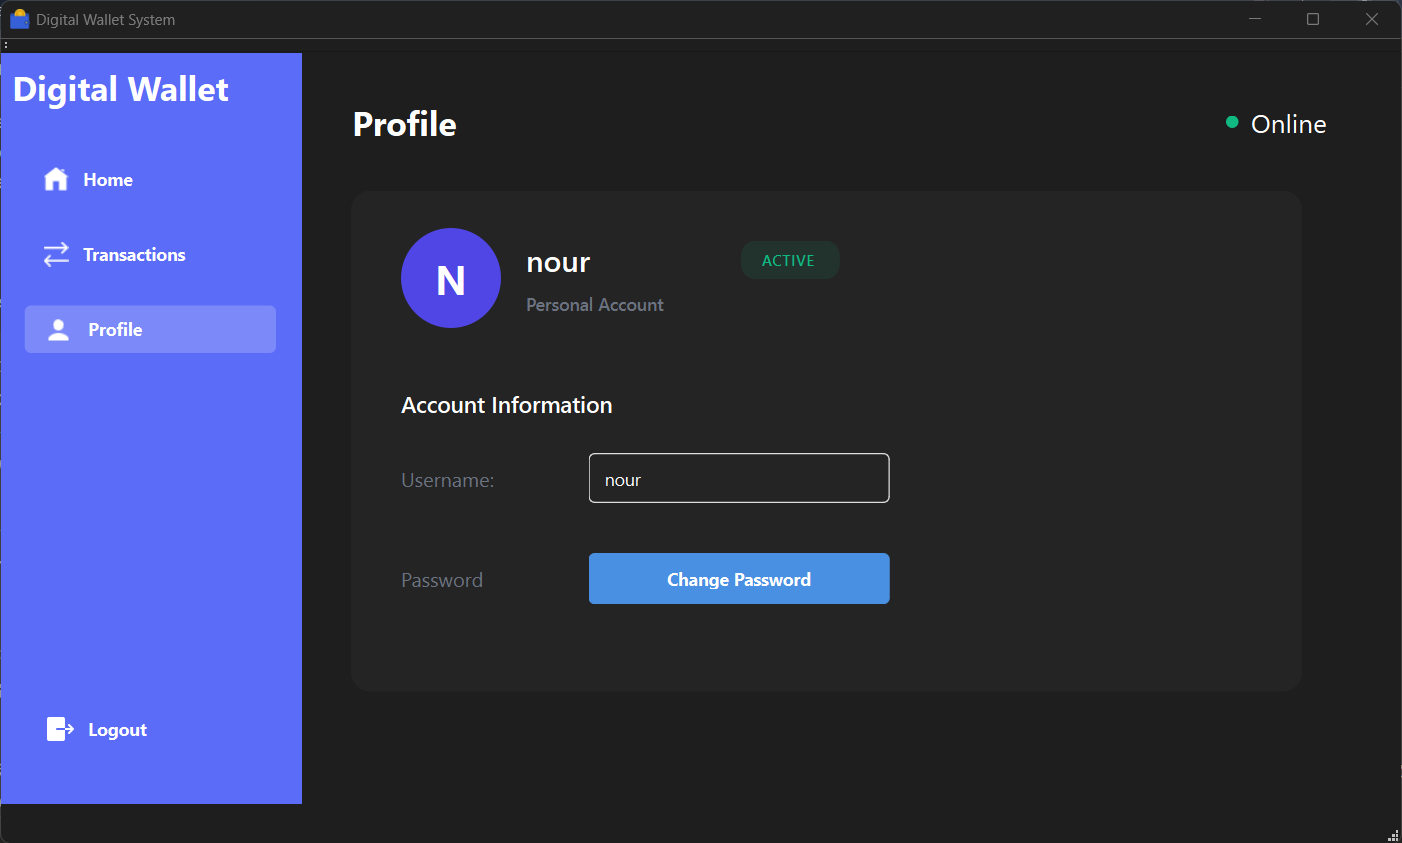 Digital Wallet System
Digital Wallet
Home
Transactions
Profile
Logout
Profile
Online
N
nour
ACTIVE
Personal Account
Account Information
Username:
nour
Password
Change Password